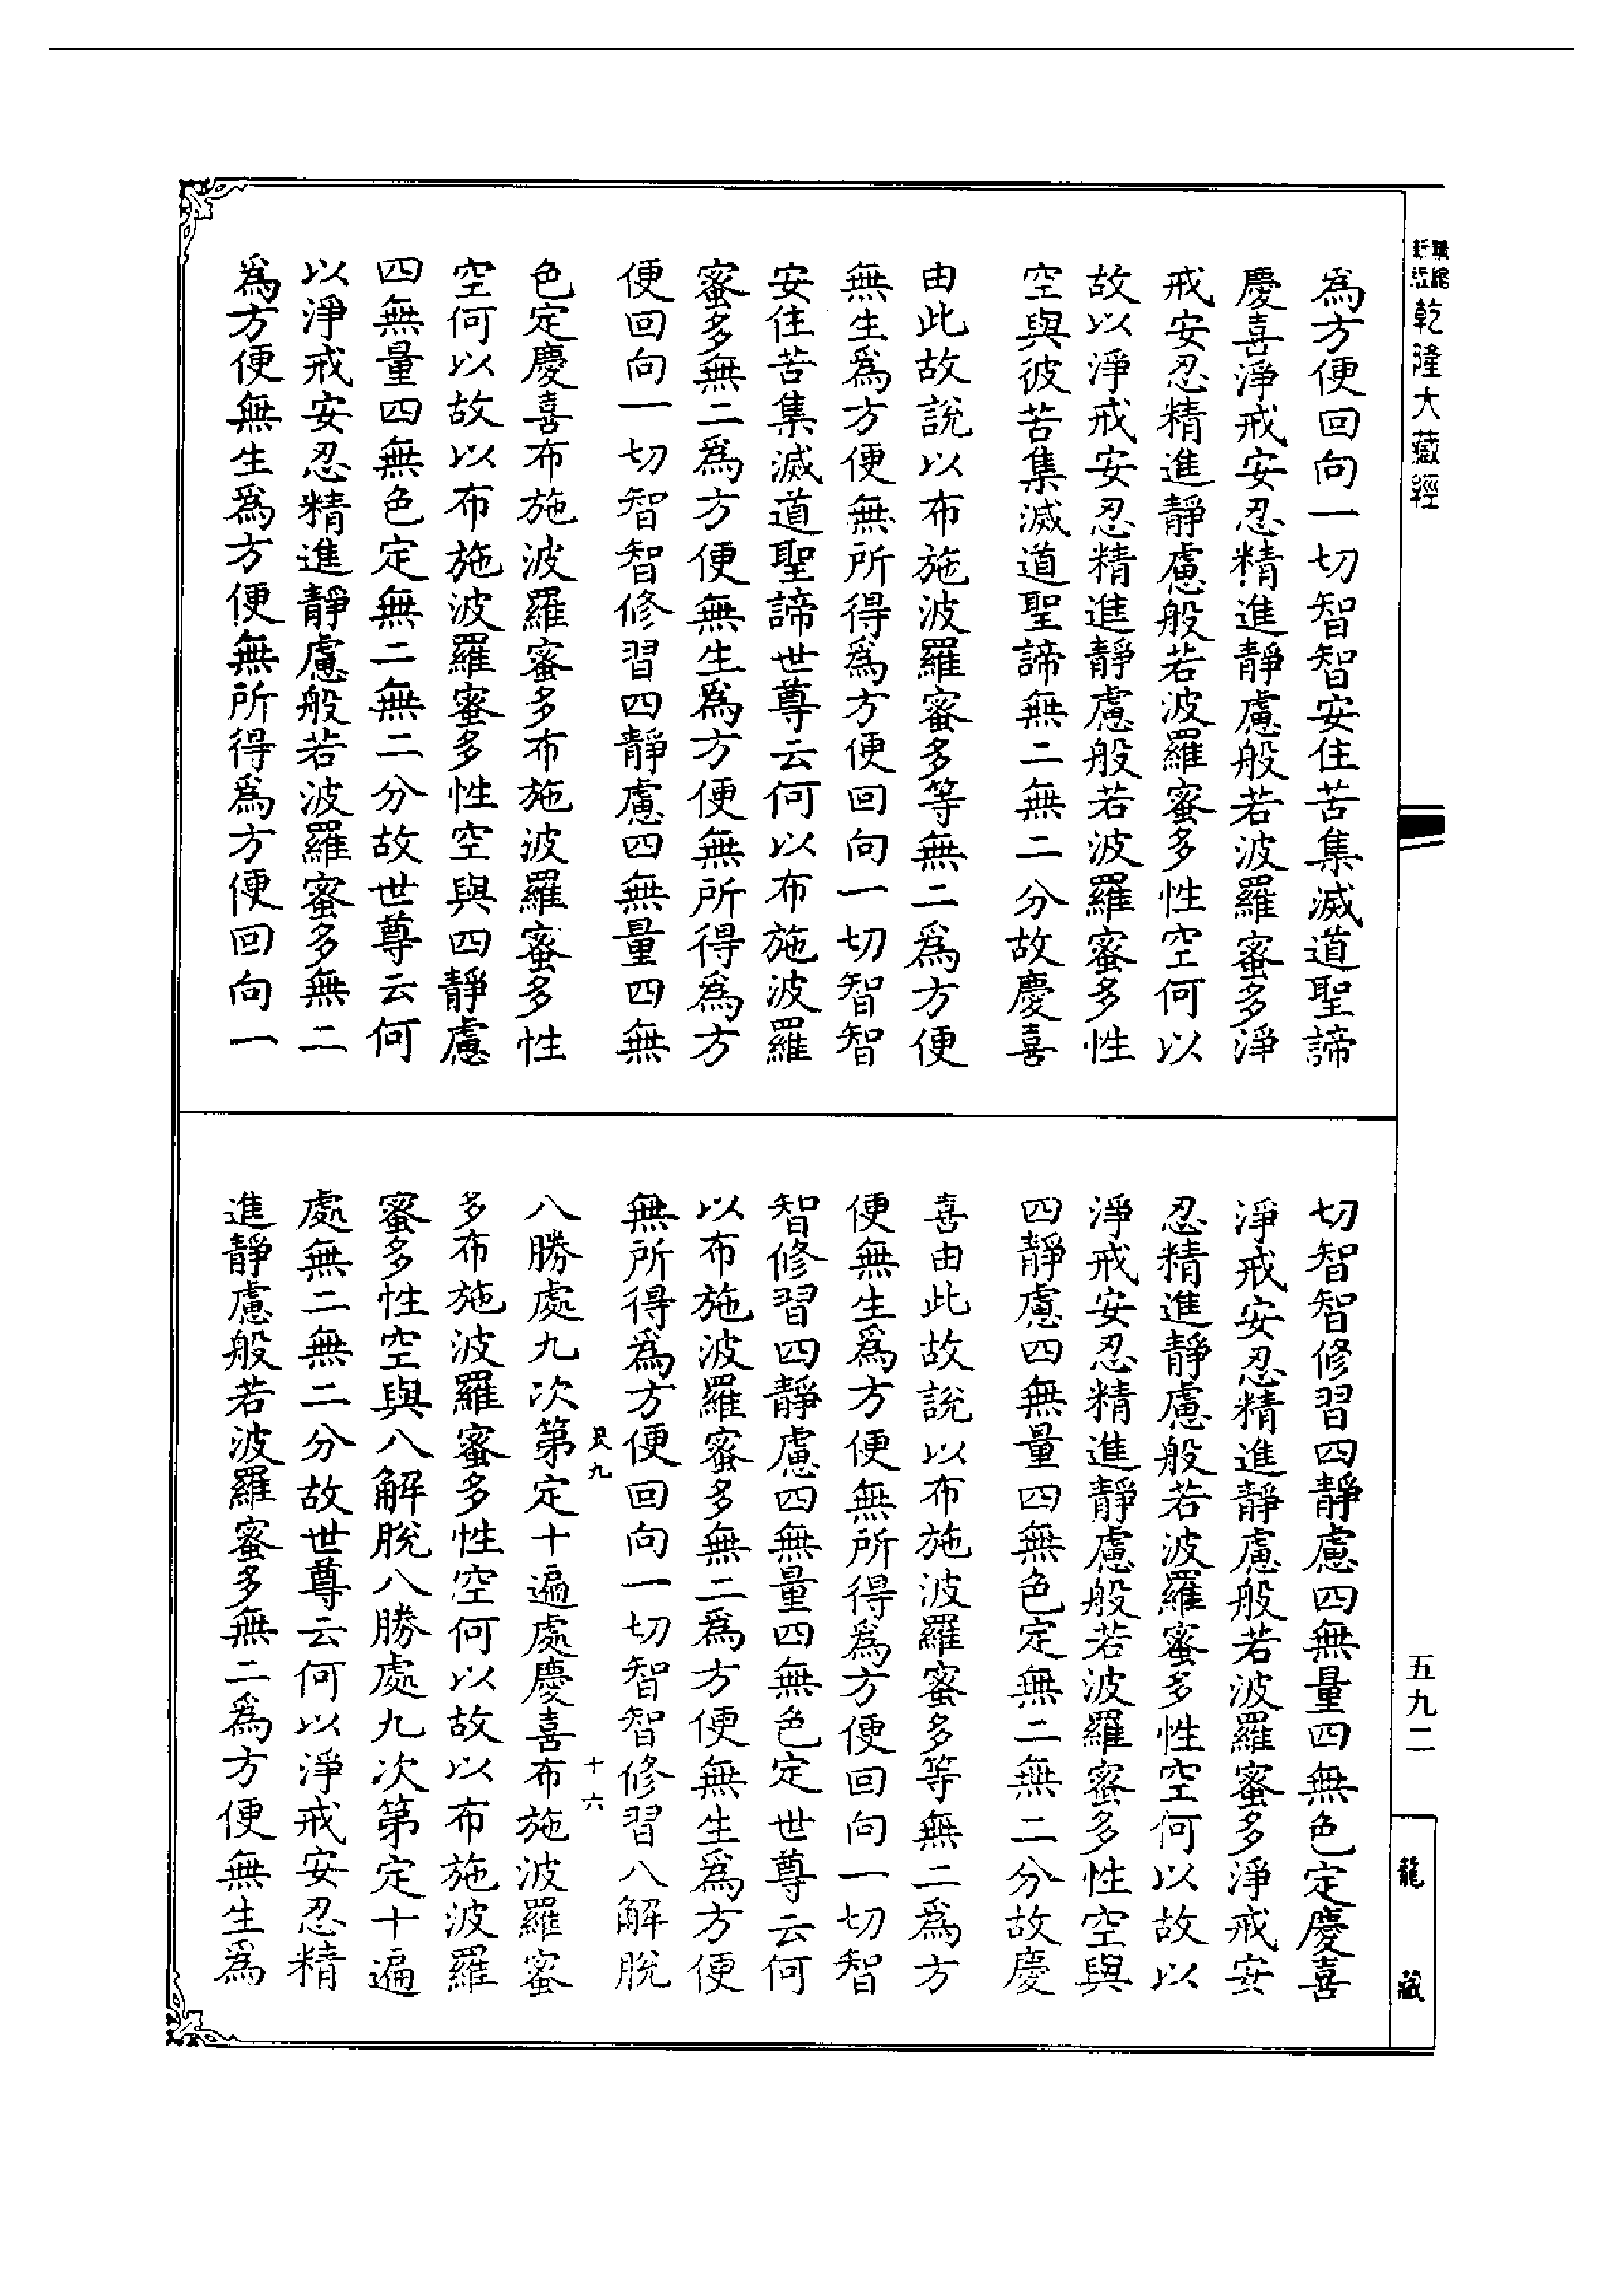 乾隆大藏經
為方便回向一切智智安住苦集滅道聖諦
慶喜淨戒安忍精進靜慮般若波羅蜜多淨
戒安忍精進靜慮般若波羅蜜多性空何以
故以淨戒安忍精進靜慮般若波羅蜜多性
空與彼苦集滅道聖諦無二無二分故慶喜
由此故說以布施波羅蜜多等無二為方便
無生為方便無所得為方便回向一切智智
安住苦集滅道聖諦世尊云何以布施波羅
蜜多無二為方便無生為方便無所得為方
便回向一切智智修習四靜慮四無量四無
色定慶喜布施波羅蜜多布施波羅蜜多性
空何以故以布施波羅蜜多性空與四靜慮
四無量四無色定無二無二分故世尊云何
以淨戒安忍精進靜慮般若波羅蜜多無二
為方便無生為方便無所得為方便回向一
切智智修習四靜慮四無量四無色定慶喜
淨戒安忍精進靜慮般若波羅蜜多淨戒安
忍精進靜慮般若波羅蜜多性空何以故以
淨戒安忍精進靜慮般若波羅蜜多性空與
四靜慮四無量四無色定無二無二分故慶
喜由此故說以布施波羅蜜多等無二為方
便無生為方便無所得為方便回向一切智
智修習四靜慮四無量四無色定世尊云何
以布施波羅蜜多無二為方便無生為方便
無所得為方便回向一切智智修習八解脫
九 十六
八勝處九次第定十遍處慶喜布施波羅蜜
多布施波羅蜜多性空何以故以布施波羅
蜜多性空與八解脫八勝處九次第定十遍
處無二無二分故世尊云何以淨戒安忍精
進靜慮般若波羅蜜多無二為方便無生為
五九二
龍藏